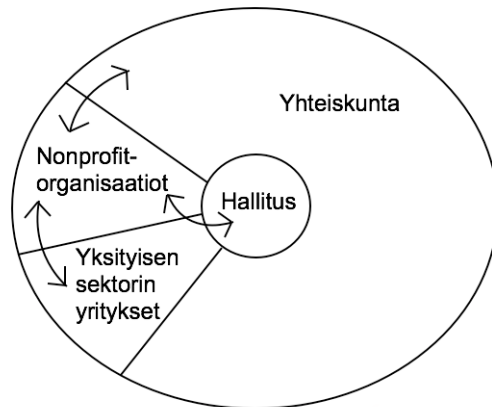 Yhteiskunta
Nonprofit-
organisaatiot
Hallitus
Yksityisen
sektorin
yritykset